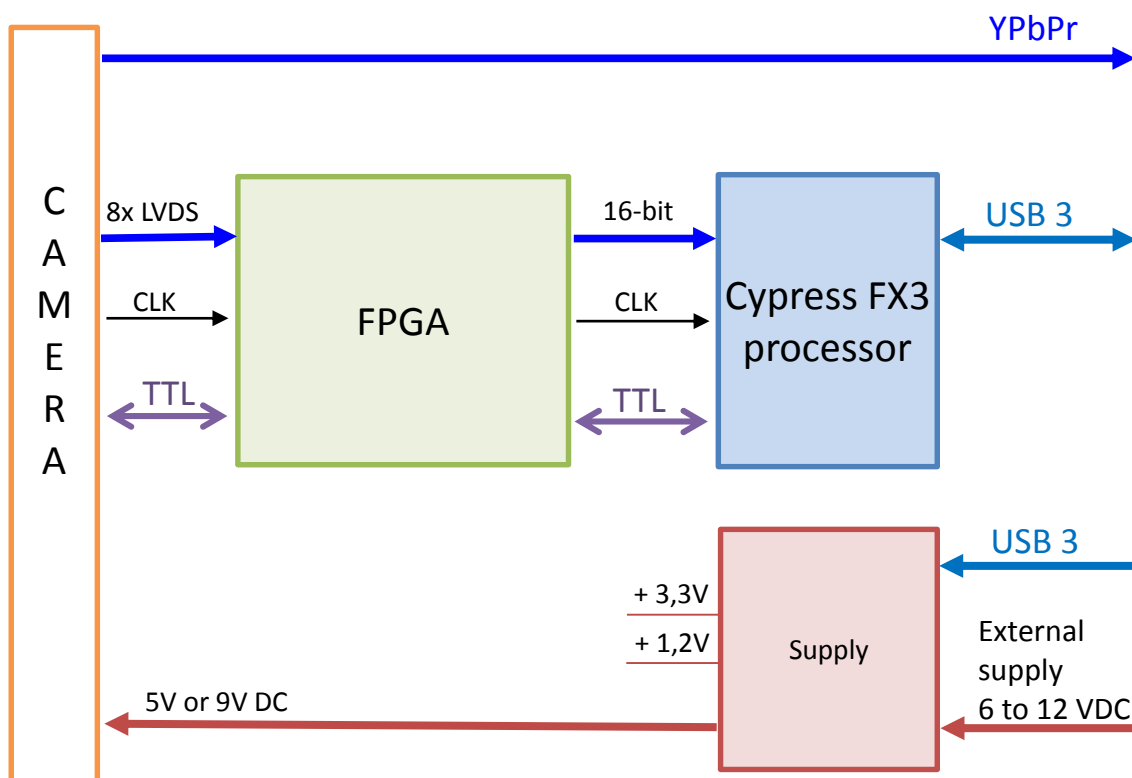 YPbPr
C
A
M
E
R
A
8x LVDS
CLK
TTL
FPGA
16-bit
CLK
TTL
Cypress FX3
processor
USB 3
USB 3
+ 3,3V
+ 1,2V
Supply
External
supply
6 to 12 VDC
5V or 9V DC